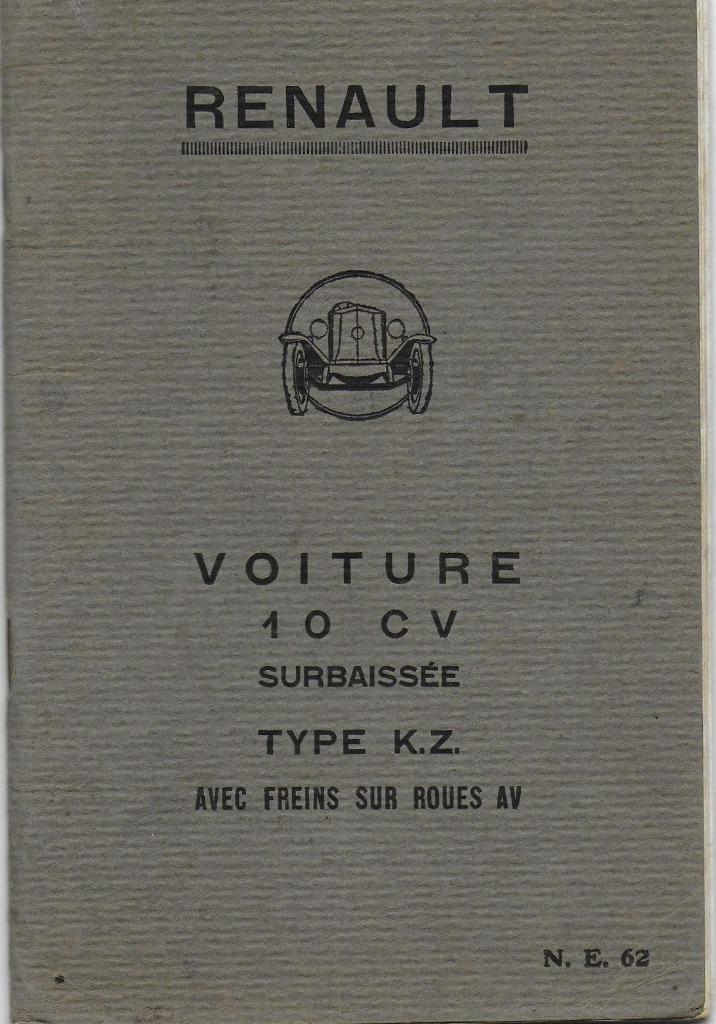 RENAULT
VOITURE
10 CV
SURBAISSÉE
TYPE K.Z.
AVEC FREINS SUR ROUES AV
N. E. 62